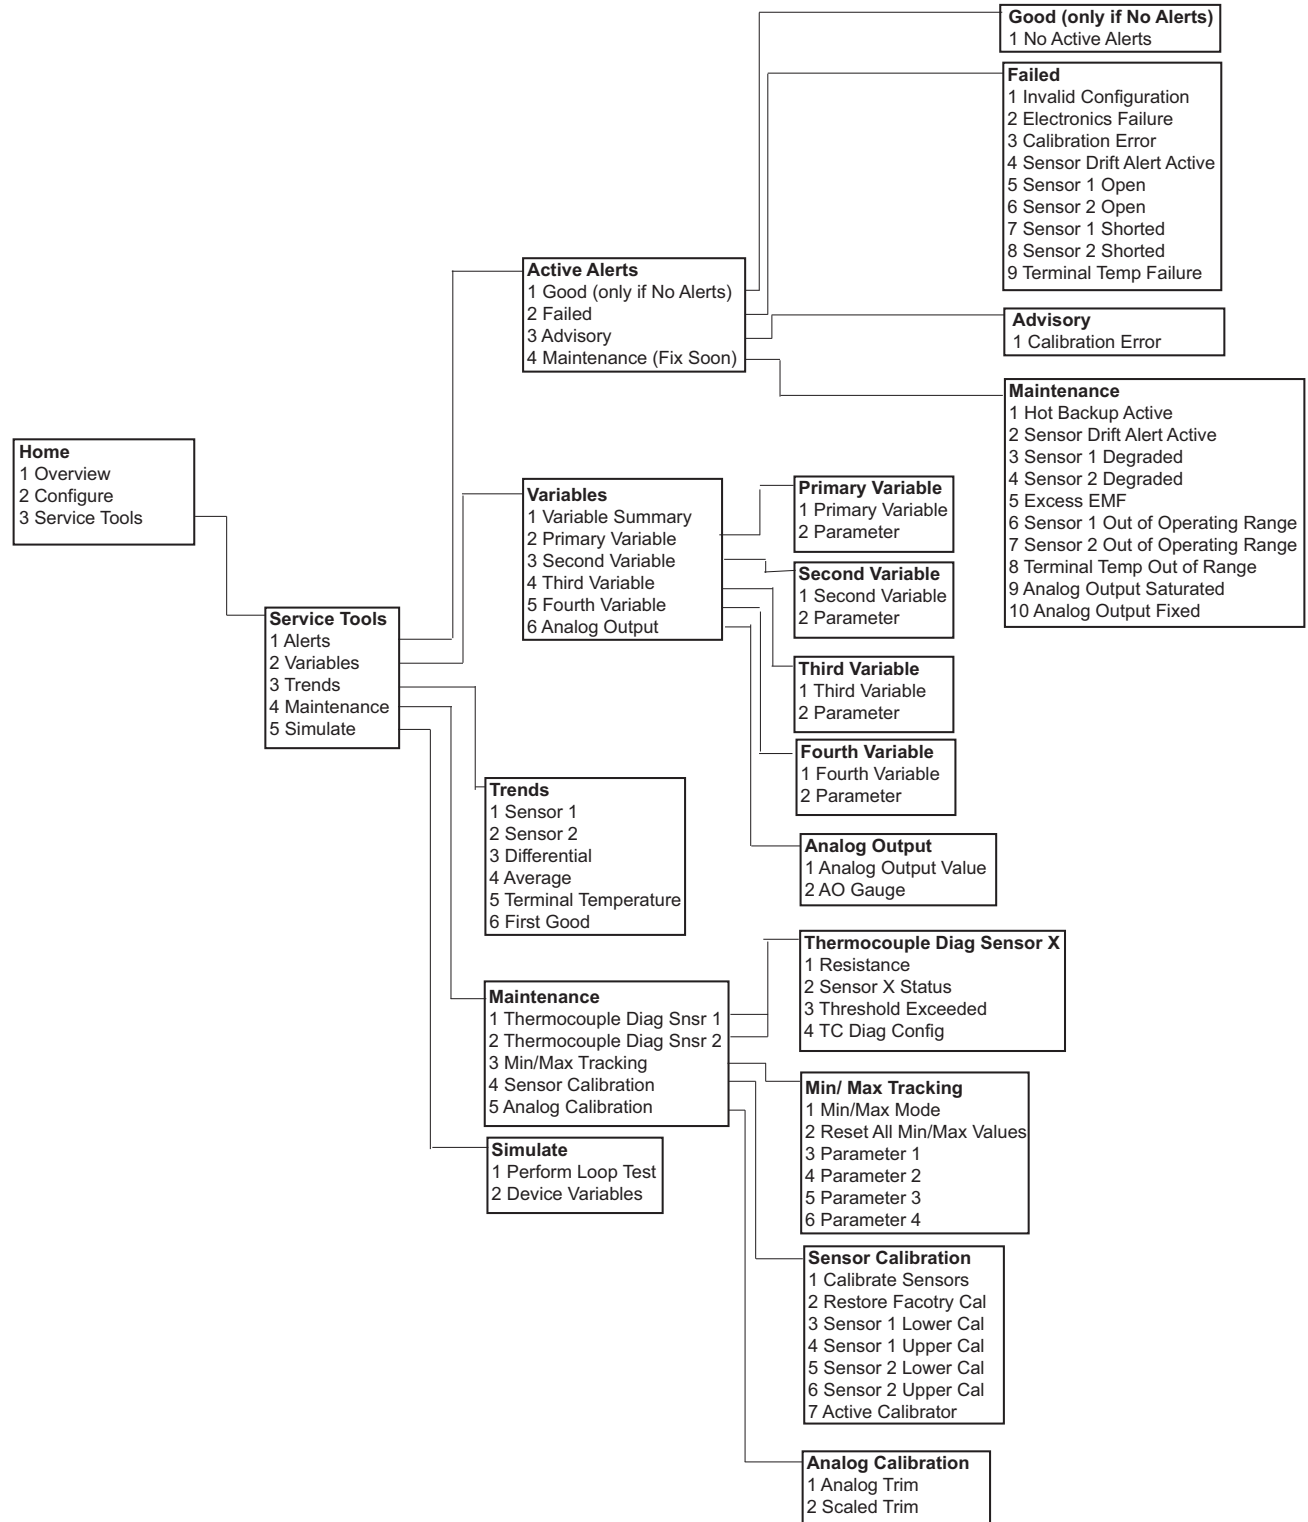 Home
1 Overview
2 Configure
3 Service Tools
Service Tools
1 Alerts
2 Variables
3 Trends
4 Maintenance
5 Simulate
Active Alerts
1 Good (only if No Alerts)
2 Failed
3 Advisory
4 Maintenance (Fix Soon)
Variables
1 Variable Summary
2 Primary Variable
3 Second Variable
4 Third Variable
5 Fourth Variable
6 Analog Output
Trends
1 Sensor 1
2 Sensor 2
3 Differential
4 Average
5 Terminal Temperature
6 First Good
Maintenance
1 Thermocouple Diag Snsr 1
2 Thermocouple Diag Snsr 2
3 Min/Max Tracking
4 Sensor Calibration
5 Analog Calibration
Simulate
1 Perform Loop Test
2 Device Variables
Good (only if No Alerts)
1 No Active Alerts
Failed
1 Invalid Configuration
2 Electronics Failure
3 Calibration Error
4 Sensor Drift Alert Active
5 Sensor 1 Open
6 Sensor 2 Open
7 Sensor 1 Shorted
8 Sensor 2 Shorted
9 Terminal Temp Failure
Advisory
1 Calibration Error
Maintenance
1 Hot Backup Active
2 Sensor Drift Alert Active
3 Sensor 1 Degraded
4 Sensor 2 Degraded
5 Excess EMF
6 Sensor 1 Out of Operating Range
7 Sensor 2 Out of Operating Range
8 Terminal Temp Out of Range
9 Analog Output Saturated
10 Analog Output Fixed
Primary Variable
1 Primary Variable
2 Parameter
Second Variable
1 Second Variable
2 Parameter
Third Variable
1 Third Variable
2 Parameter
Fourth Variable
1 Fourth Variable
2 Parameter
Analog Output
1 Analog Output Value
2 AO Gauge
Thermocouple Diag Sensor X
1 Resistance
2 Sensor X Status
3 Threshold Exceeded
4 TC Diag Config
Min/ Max Tracking
1 Min/Max Mode
2 Reset All Min/Max Values
3 Parameter 1
4 Parameter 2
5 Parameter 3
6 Parameter 4
Sensor Calibration
1 Calibrate Sensors
2 Restore Facotry Cal
3 Sensor 1 Lower Cal
4 Sensor 1 Upper Cal
5 Sensor 2 Lower Cal
6 Sensor 2 Upper Cal
7 Active Calibrator
Analog Calibration
1 Analog Trim
2 Scaled Trim